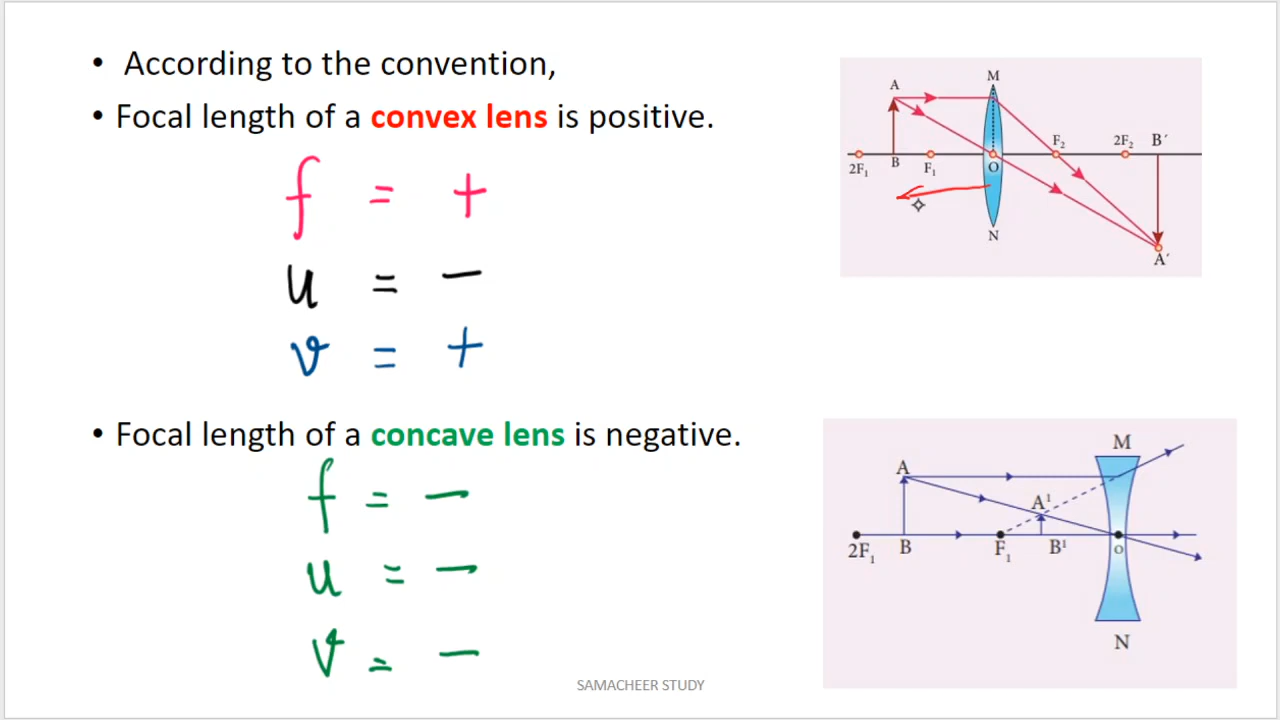 • According to the convention,
• Focal length of a convex lens is positive.
f = +
u = −
v = +
A M
F₂ 2F₂ B′
2F₁ B F₁ O
N
A′
• Focal length of a concave lens is negative.
f = −
u = −
v = −
M
A
A¹
2F₁ B F₁ B¹ O
N
SAMACHEER STUDY